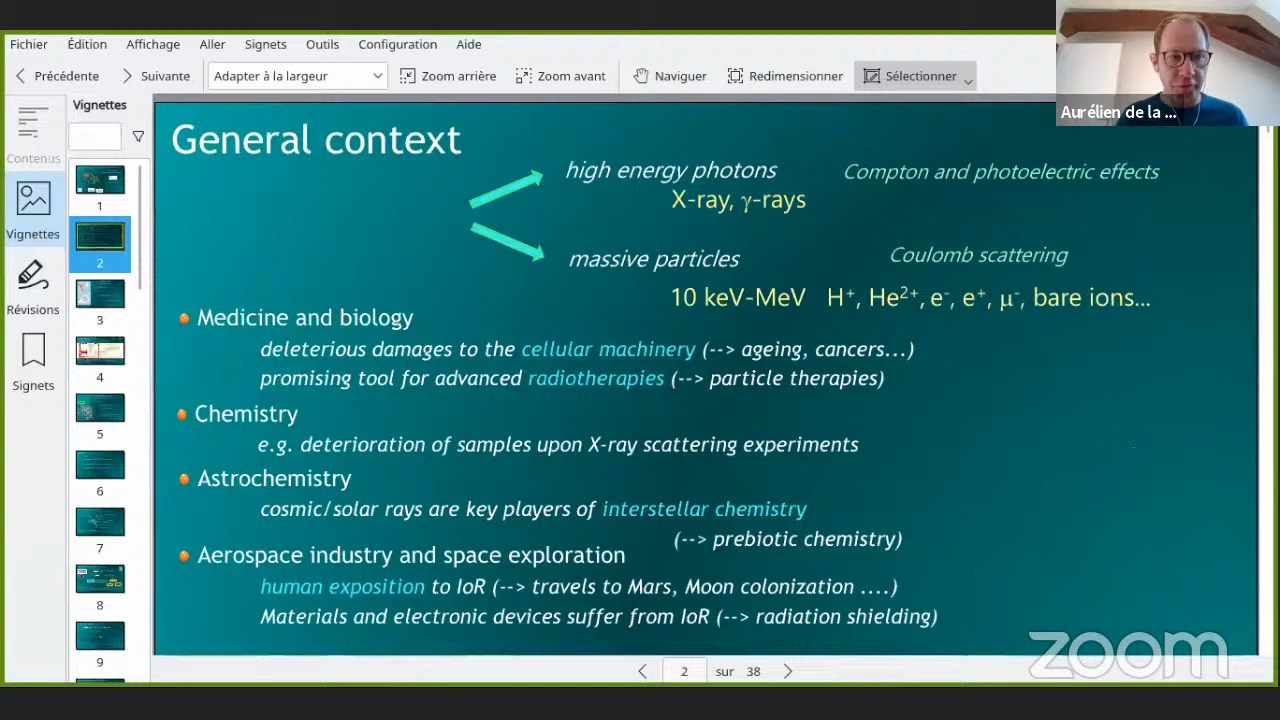 Fichier Édition Affichage Aller Signets Outils Configuration Aide
Précédente Suivante Adapter à la largeur Zoom arrière Zoom avant Naviguer Redimensionner Sélectionner
Aurélien de la ...
Contenus
Vignettes
Révisions
Signets
Vignettes
1
2
3
4
5
6
7
8
9
General context
high energy photons Compton and photoelectric effects
X-ray, γ-rays
massive particles Coulomb scattering
10 keV-MeV H⁺, He²⁺, e⁻, e⁺, μ⁻, bare ions...
Medicine and biology
deleterious damages to the cellular machinery (--> ageing, cancers...)
promising tool for advanced radiotherapies (--> particle therapies)
Chemistry
e.g. deterioration of samples upon X-ray scattering experiments
Astrochemistry
cosmic/solar rays are key players of interstellar chemistry
(--> prebiotic chemistry)
Aerospace industry and space exploration
human exposition to IoR (--> travels to Mars, Moon colonization ....)
Materials and electronic devices suffer from IoR (--> radiation shielding)
zoom
2 sur 38